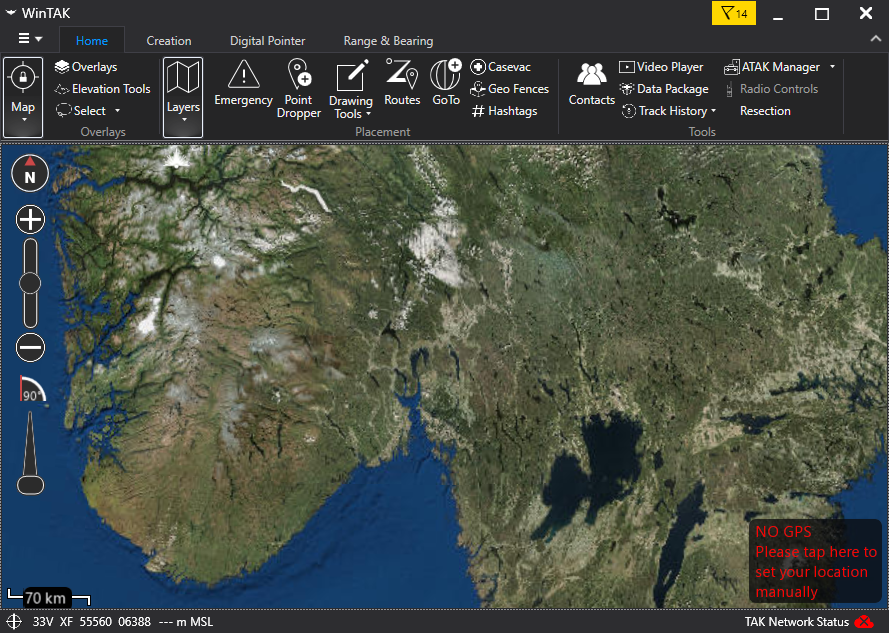 WinTAK
14
Home
Creation
Digital Pointer
Range & Bearing
Map
Overlays
Elevation Tools
Select
Overlays
Layers
Emergency
Point
Dropper
Drawing
Tools
Routes
GoTo
Casevac
Geo Fences
Hashtags
Placement
Contacts
Video Player
Data Package
Track History
ATAK Manager
Radio Controls
Resection
Tools
N
90°
NO GPS
Please tap here to
set your location
manually
70 km
33V XF 55560 06388 --- m MSL
TAK Network Status